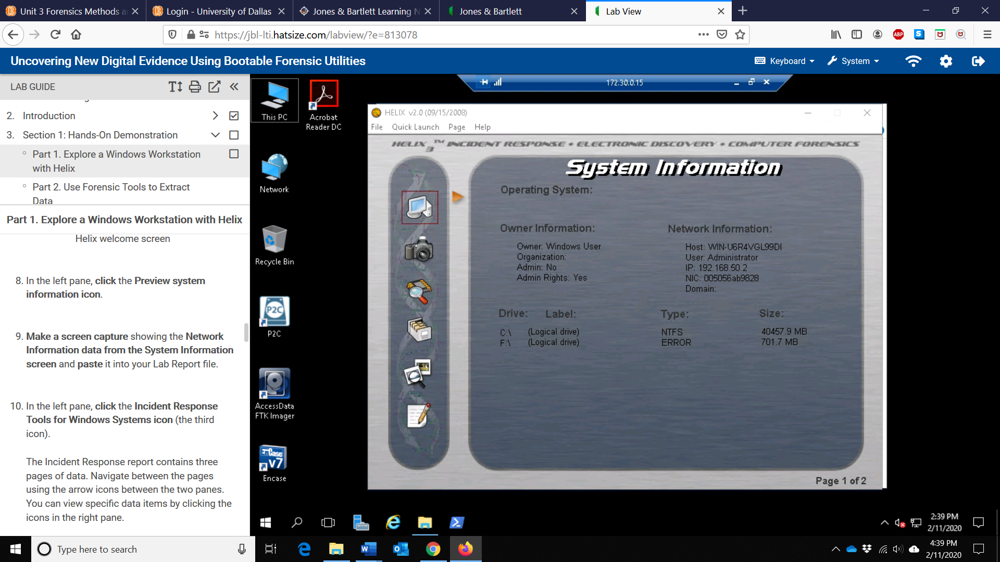 Unit 3 Forensics Methods a
Login - University of Dallas
Jones & Bartlett Learning N
Jones & Bartlett
Lab View
https://jbl-lti.hatsize.com/labview/?e=813078
ABP
S
Uncovering New Digital Evidence Using Bootable Forensic Utilities
Keyboard
System
LAB GUIDE
2. Introduction
3. Section 1: Hands-On Demonstration
Part 1. Explore a Windows Workstation
with Helix
Part 2. Use Forensic Tools to Extract
Data
Part 1. Explore a Windows Workstation with Helix
Helix welcome screen
8. In the left pane, click the Preview system
information icon.
9. Make a screen capture showing the Network
Information data from the System Information
screen and paste it into your Lab Report file.
10. In the left pane, click the Incident Response
Tools for Windows Systems icon (the third
icon).
The Incident Response report contains three
pages of data. Navigate between the pages
using the arrow icons between the two panes.
You can view specific data items by clicking the
icons in the right pane.
172.30.0.15
This PC
Acrobat
Reader DC
Network
Recycle Bin
P2C
P2C
AccessData
FTK Imager
EnCase
v7
Encase
HELIX v2.0 (09/15/2008)
File Quick Launch Page Help
HELIX3™ INCIDENT RESPONSE • ELECTRONIC DISCOVERY • COMPUTER FORENSICS
System Information
Operating System:
Owner Information:
Owner: Windows User
Organization:
Admin: No
Admin Rights: Yes
Network Information:
Host: WIN-U6R4VGL99DI
User: Administrator
IP: 192.168.50.2
NIC: 005056ab9828
Domain:
Drive: Label: Type: Size:
C:\ (Logical drive) NTFS 40457.9 MB
F:\ (Logical drive) ERROR 701.7 MB
Page 1 of 2
2:39 PM
2/11/2020
Type here to search
4:39 PM
2/11/2020